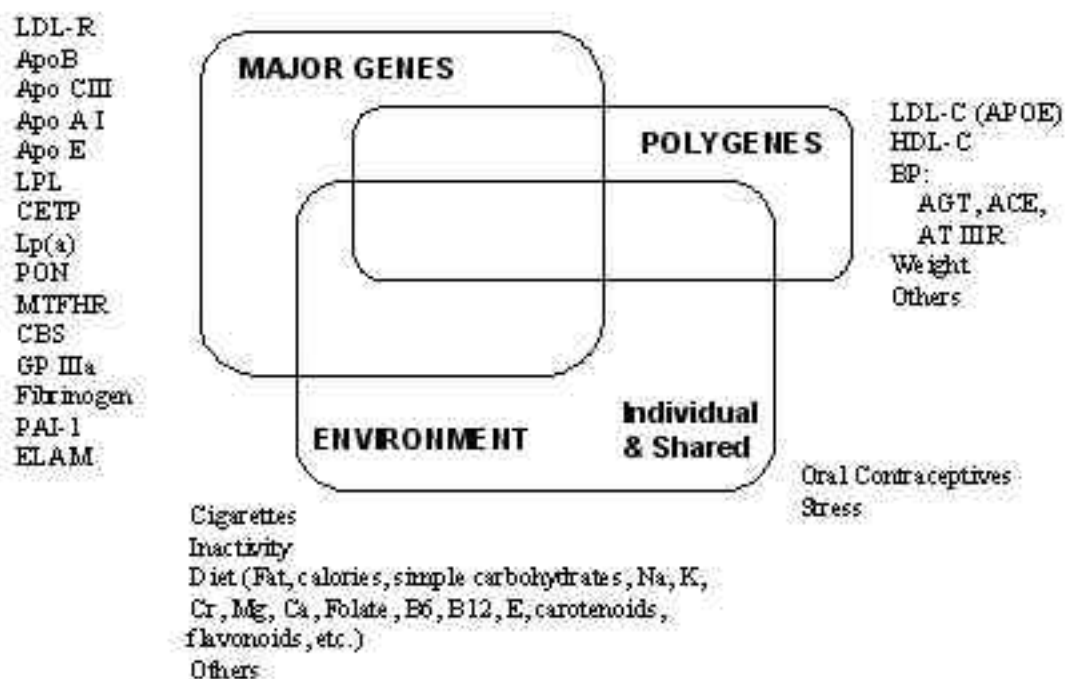 LDL-R
ApoB
Apo CIII
Apo A I
Apo E
LPL
CETP
Lp(a)
PON
MTFHR
CBS
GP IIIa
Fibrinogen
PAI-1
ELAM
MAJOR GENES
POLYGENES
LDL-C (APOE)
HDL-C
BP:
AGT, ACE,
AT IIIR
Weight
Others
ENVIRONMENT
Individual
& Shared
Oral Contraceptives
Stress
Cigarettes
Inactivity
Diet (Fat, calories, simple carbohydrates, Na, K,
Cr, Mg, Ca, Folate, B6, B12, E, carotenoids,
flavonoids, etc.)
Others